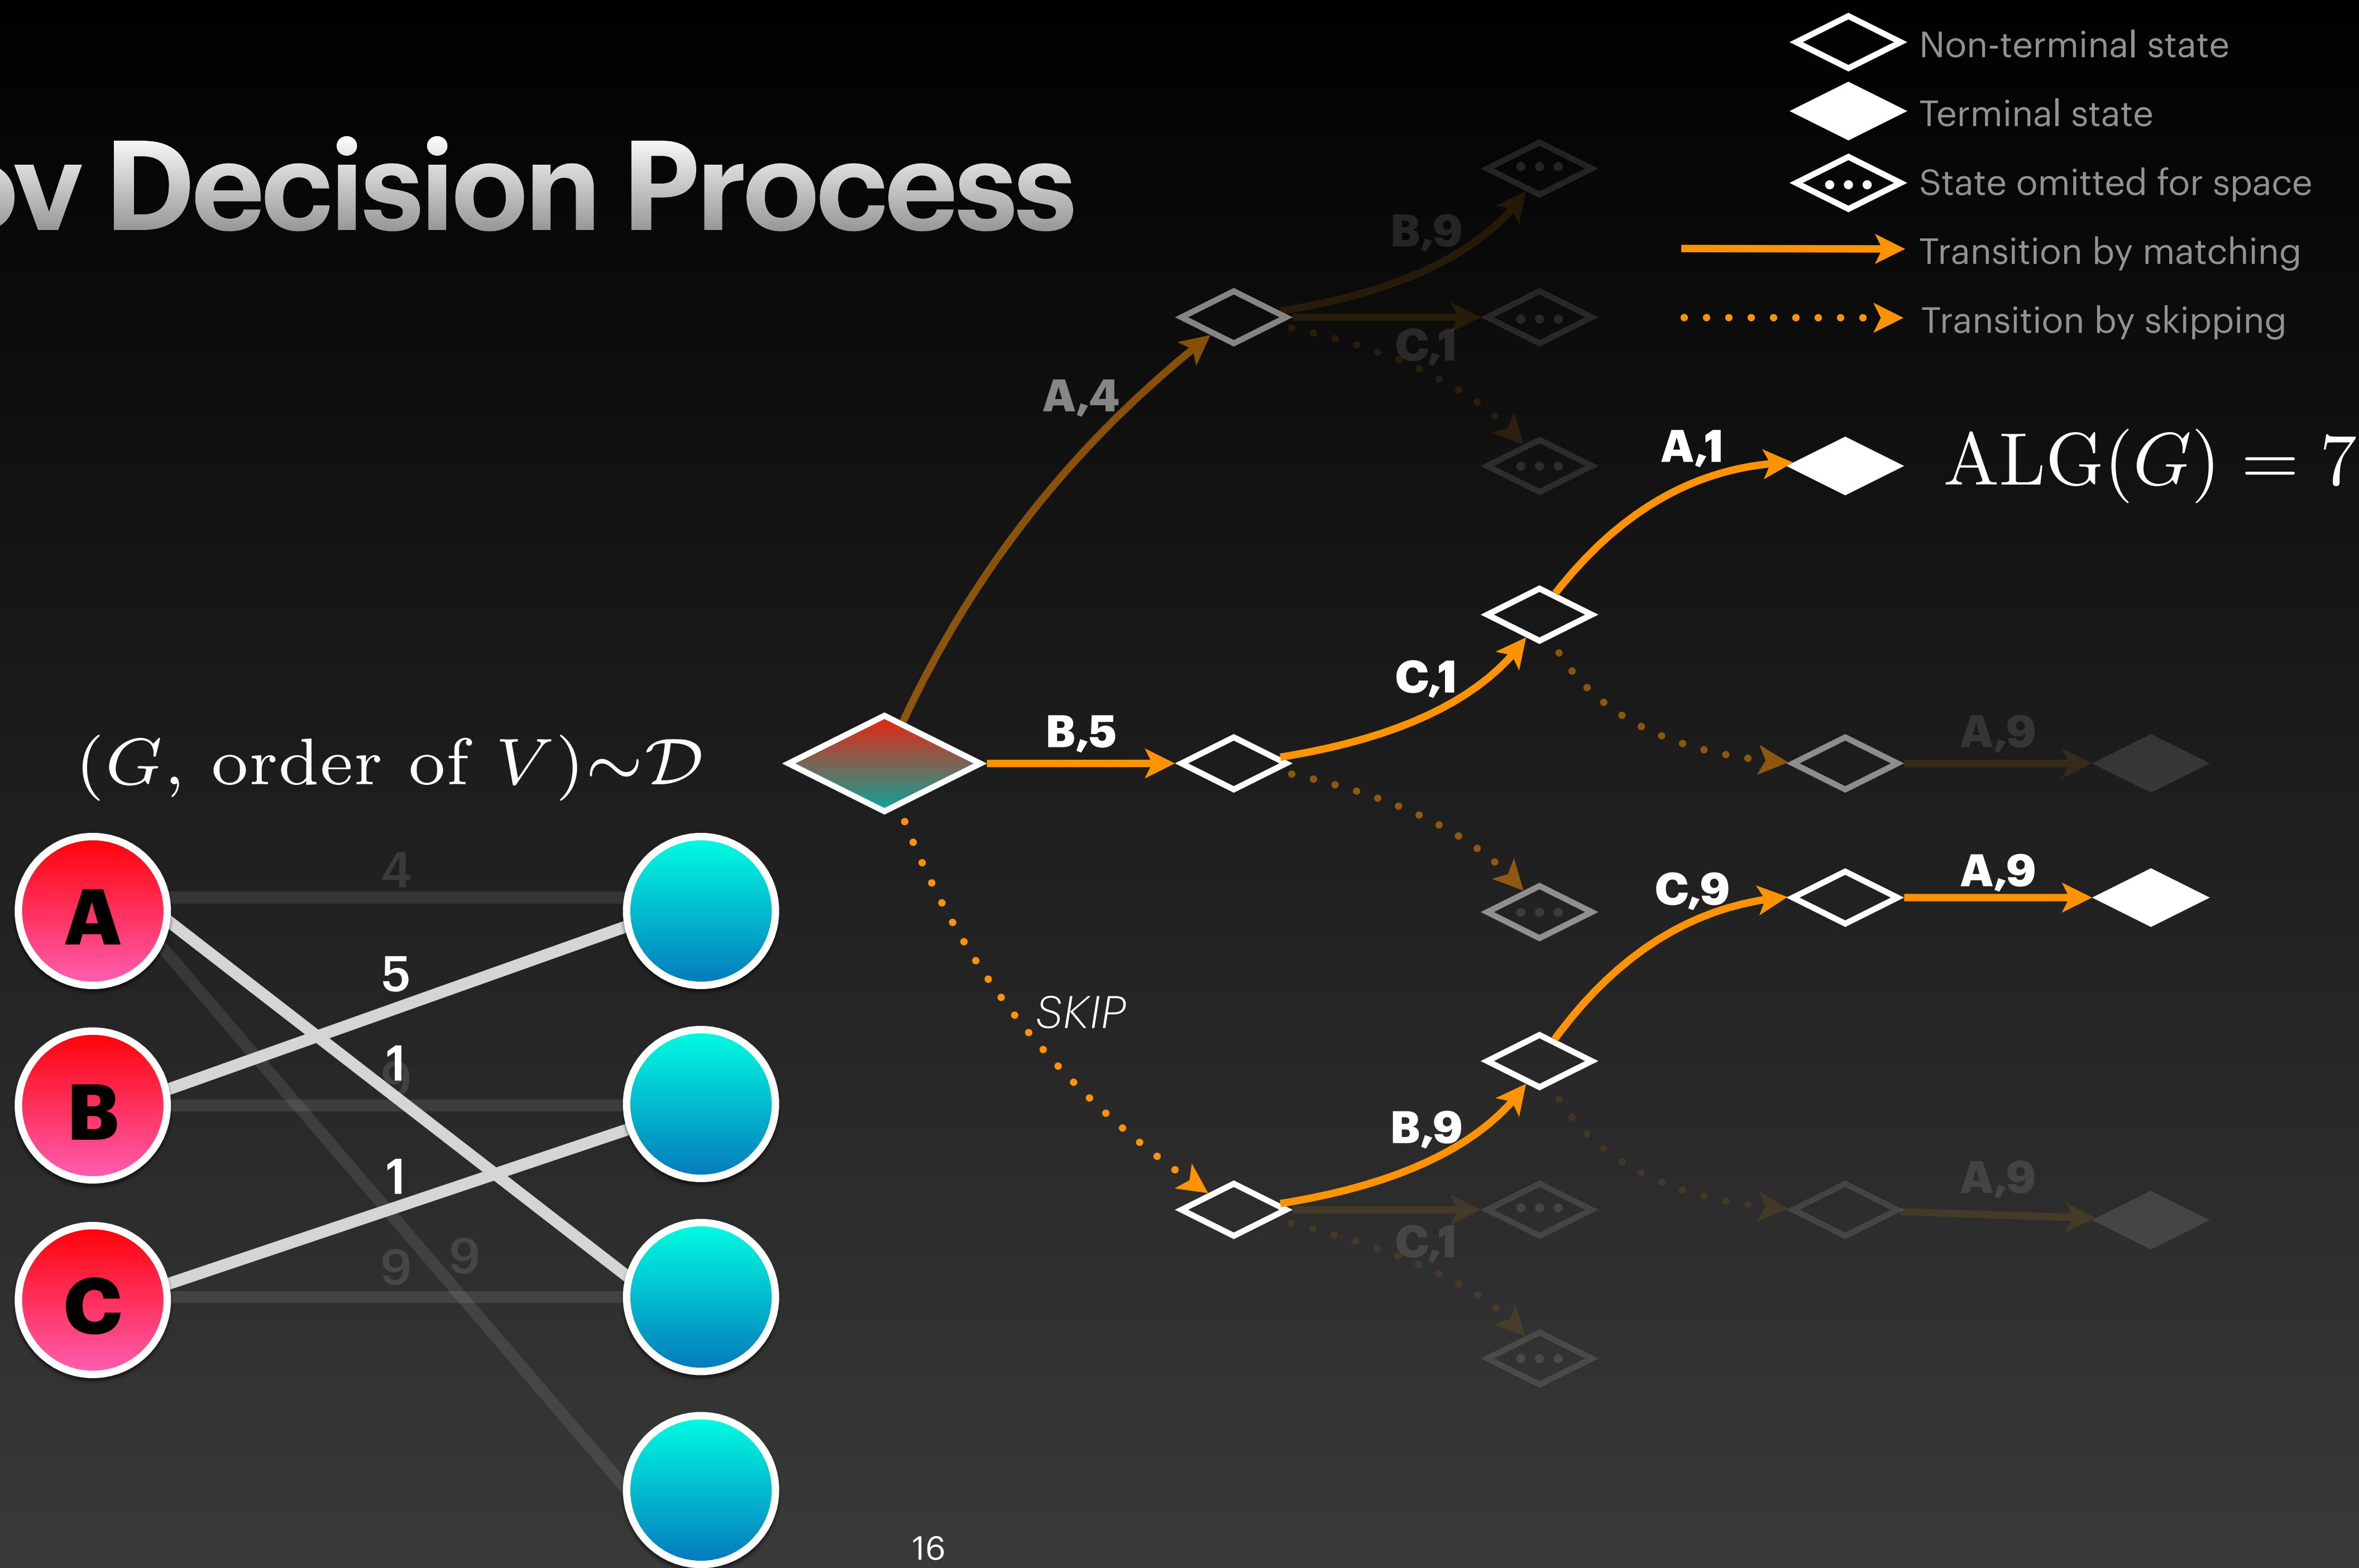 ov Decision Process
Non-terminal state
Terminal state
State omitted for space
Transition by matching
Transition by skipping
B,9
C,1
A,4
A,1
ALG(G) = 7
C,1
B,5
A,9
(G, order of V)~𝒟
C,9
A,9
SKIP
B,9
A,9
C,1
A
B
C
4
5
1
9
1
9
9
16